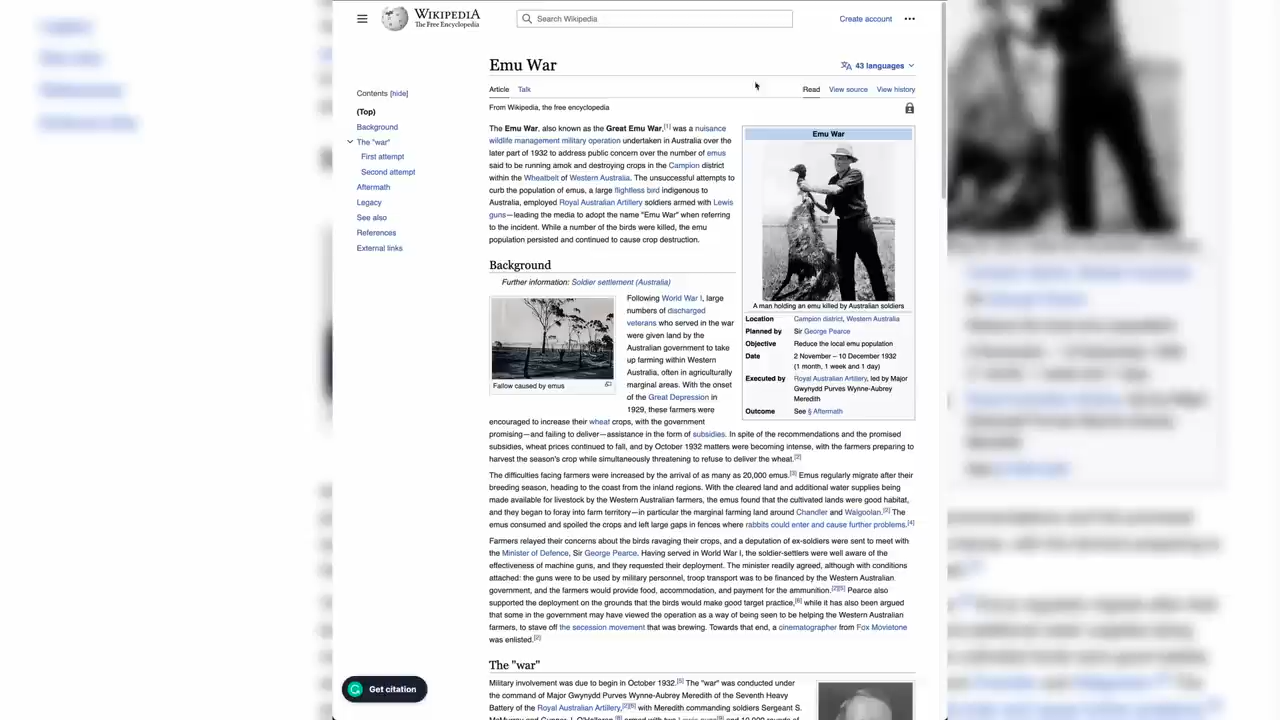 WIKIPEDIA
The Free Encyclopedia
Search Wikipedia
Create account
Emu War
43 languages
Article
Talk
Read
View source
View history
From Wikipedia, the free encyclopedia
Contents [hide]
(Top)
Background
The "war"
First attempt
Second attempt
Aftermath
Legacy
See also
References
External links
The Emu War, also known as the Great Emu War,[1] was a nuisance
wildlife management military operation undertaken in Australia over the
later part of 1932 to address public concern over the number of emus
said to be running amok and destroying crops in the Campion district
within the Wheatbelt of Western Australia. The unsuccessful attempts to
curb the population of emus, a large flightless bird indigenous to
Australia, employed Royal Australian Artillery soldiers armed with Lewis
guns—leading the media to adopt the name "Emu War" when referring
to the incident. While a number of the birds were killed, the emu
population persisted and continued to cause crop destruction.
Emu War
A man holding an emu killed by Australian soldiers
Location Campion district, Western Australia
Planned by Sir George Pearce
Objective Reduce the local emu population
Date 2 November – 10 December 1932
(1 month, 1 week and 1 day)
Executed by Royal Australian Artillery, led by Major
Gwynydd Purves Wynne-Aubrey
Meredith
Outcome See § Aftermath
Background
Further information: Soldier settlement (Australia)
Fallow caused by emus
Following World War I, large
numbers of discharged
veterans who served in the war
were given land by the
Australian government to take
up farming within Western
Australia, often in agriculturally
marginal areas. With the onset
of the Great Depression in
1929, these farmers were
encouraged to increase their wheat crops, with the government
promising—and failing to deliver—assistance in the form of subsidies. In spite of the recommendations and the promised
subsidies, wheat prices continued to fall, and by October 1932 matters were becoming intense, with the farmers preparing to
harvest the season's crop while simultaneously threatening to refuse to deliver the wheat.[2]
The difficulties facing farmers were increased by the arrival of as many as 20,000 emus.[3] Emus regularly migrate after their
breeding season, heading to the coast from the inland regions. With the cleared land and additional water supplies being
made available for livestock by the Western Australian farmers, the emus found that the cultivated lands were good habitat,
and they began to foray into farm territory—in particular the marginal farming land around Chandler and Walgoolan.[2] The
emus consumed and spoiled the crops and left large gaps in fences where rabbits could enter and cause further problems.[4]
Farmers relayed their concerns about the birds ravaging their crops, and a deputation of ex-soldiers were sent to meet with
the Minister of Defence, Sir George Pearce. Having served in World War I, the soldier-settlers were well aware of the
effectiveness of machine guns, and they requested their deployment. The minister readily agreed, although with conditions
attached: the guns were to be used by military personnel, troop transport was to be financed by the Western Australian
government, and the farmers would provide food, accommodation, and payment for the ammunition.[2][5] Pearce also
supported the deployment on the grounds that the birds would make good target practice,[6] while it has also been argued
that some in the government may have viewed the operation as a way of being seen to be helping the Western Australian
farmers, to stave off the secession movement that was brewing. Towards that end, a cinematographer from Fox Movietone
was enlisted.[2]
The "war"
Military involvement was due to begin in October 1932.[5] The "war" was conducted under
the command of Major Gwynydd Purves Wynne-Aubrey Meredith of the Seventh Heavy
Battery of the Royal Australian Artillery,[2][6] with Meredith commanding soldiers Sergeant S.
Get citation